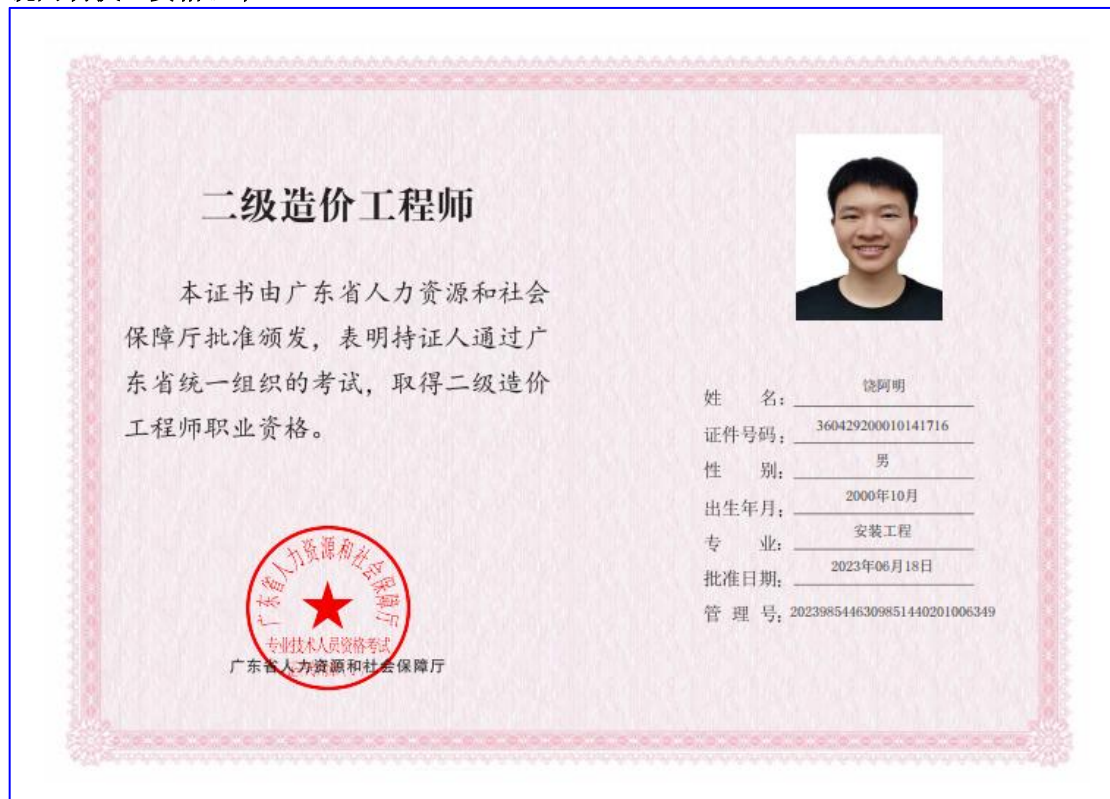 二级造价工程师
本证书由广东省人力资源和社会
保障厅批准颁发，表明持证人通过广
东省统一组织的考试，取得二级造价
工程师职业资格。
广东省人力资源和社会保障厅
专业技术人员资格考试
广东省人力资源和社会保障厅
姓 名：饶阿明
证件号码：360429200010141716
性 别：男
出生年月：2000年10月
专 业：安装工程
批准日期：2023年06月18日
管 理 号：2023985446309851440201006349